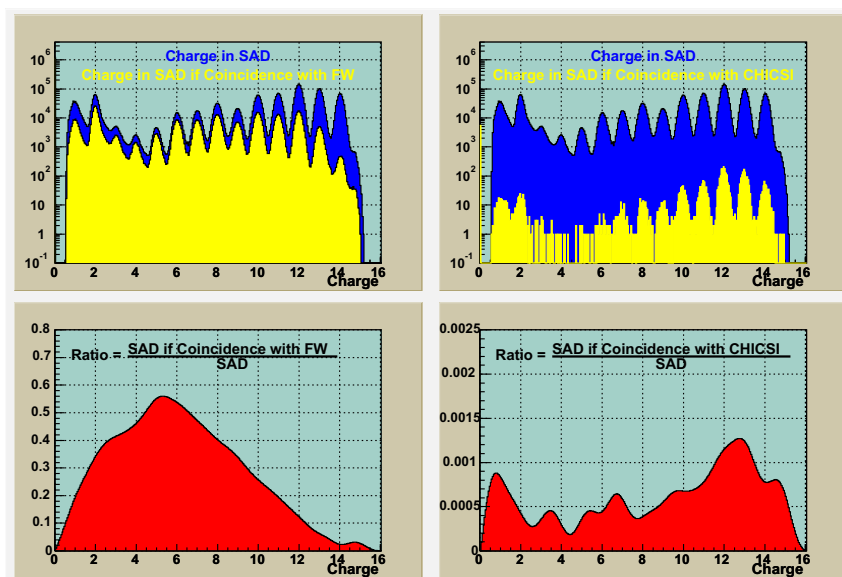 Charge in SAD
Charge in SAD if Coincidence with FW
10^6
10^5
10^4
10^3
10^2
10
1
10^-1
0 2 4 6 8 10 12 14 16
Charge
Charge in SAD
Charge in SAD if Coincidence with CHICSI
10^6
10^5
10^4
10^3
10^2
10
1
10^-1
0 2 4 6 8 10 12 14 16
Charge
Ratio = SAD if Coincidence with FW
SAD
0.8
0.7
0.6
0.5
0.4
0.3
0.2
0.1
0
0 2 4 6 8 10 12 14 16
Charge
Ratio = SAD if Coincidence with CHICSI
SAD
0.0025
0.002
0.0015
0.001
0.0005
0
0 2 4 6 8 10 12 14 16
Charge